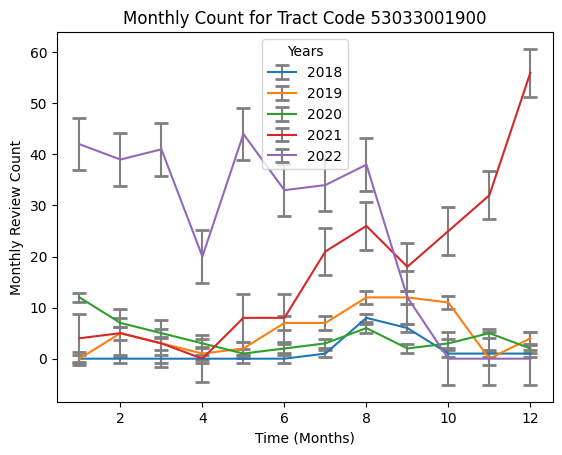 Monthly Count for Tract Code 53033001900
Years
2018
2019
2020
2021
2022
60
50
40
30
20
10
0
Monthly Review Count
2 4 6 8 10 12
Time (Months)